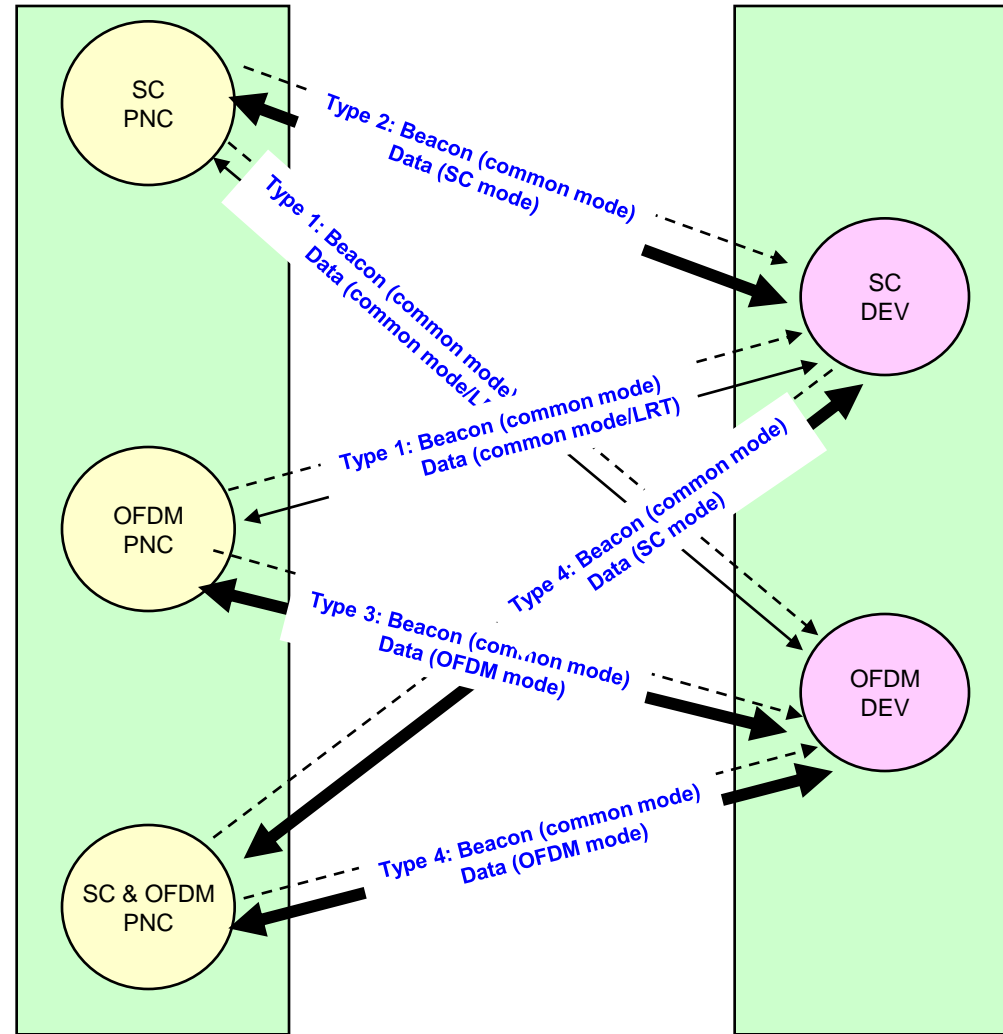 SC
PNC
Type 2: Beacon (common mode)
Data (SC mode)
Type 1: Beacon (common mode)
Data (common mode/L
SC
DEV
Type 1: Beacon (common mode)
Data (common mode/LRT)
OFDM
PNC
Type 4: Beacon (common mode)
Data (SC mode)
Type 3: Beacon (common mode)
Data (OFDM mode)
OFDM
DEV
Type 4: Beacon (common mode)
Data (OFDM mode)
SC & OFDM
PNC